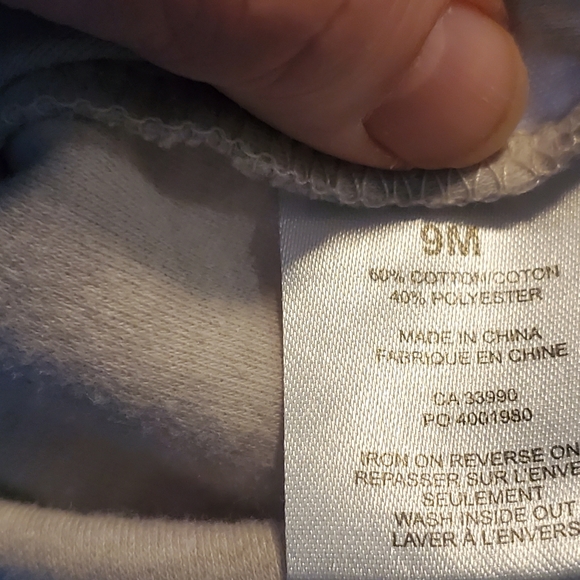 9M
60% COTTON/COTON
40% POLYESTER
MADE IN CHINA
FABRIQUE EN CHINE
CA 33990
PO 4001980
IRON ON REVERSE ON
REPASSER SUR L'ENVE
SEULEMENT
WASH INSIDE OUT
LAVER À L'ENVERS